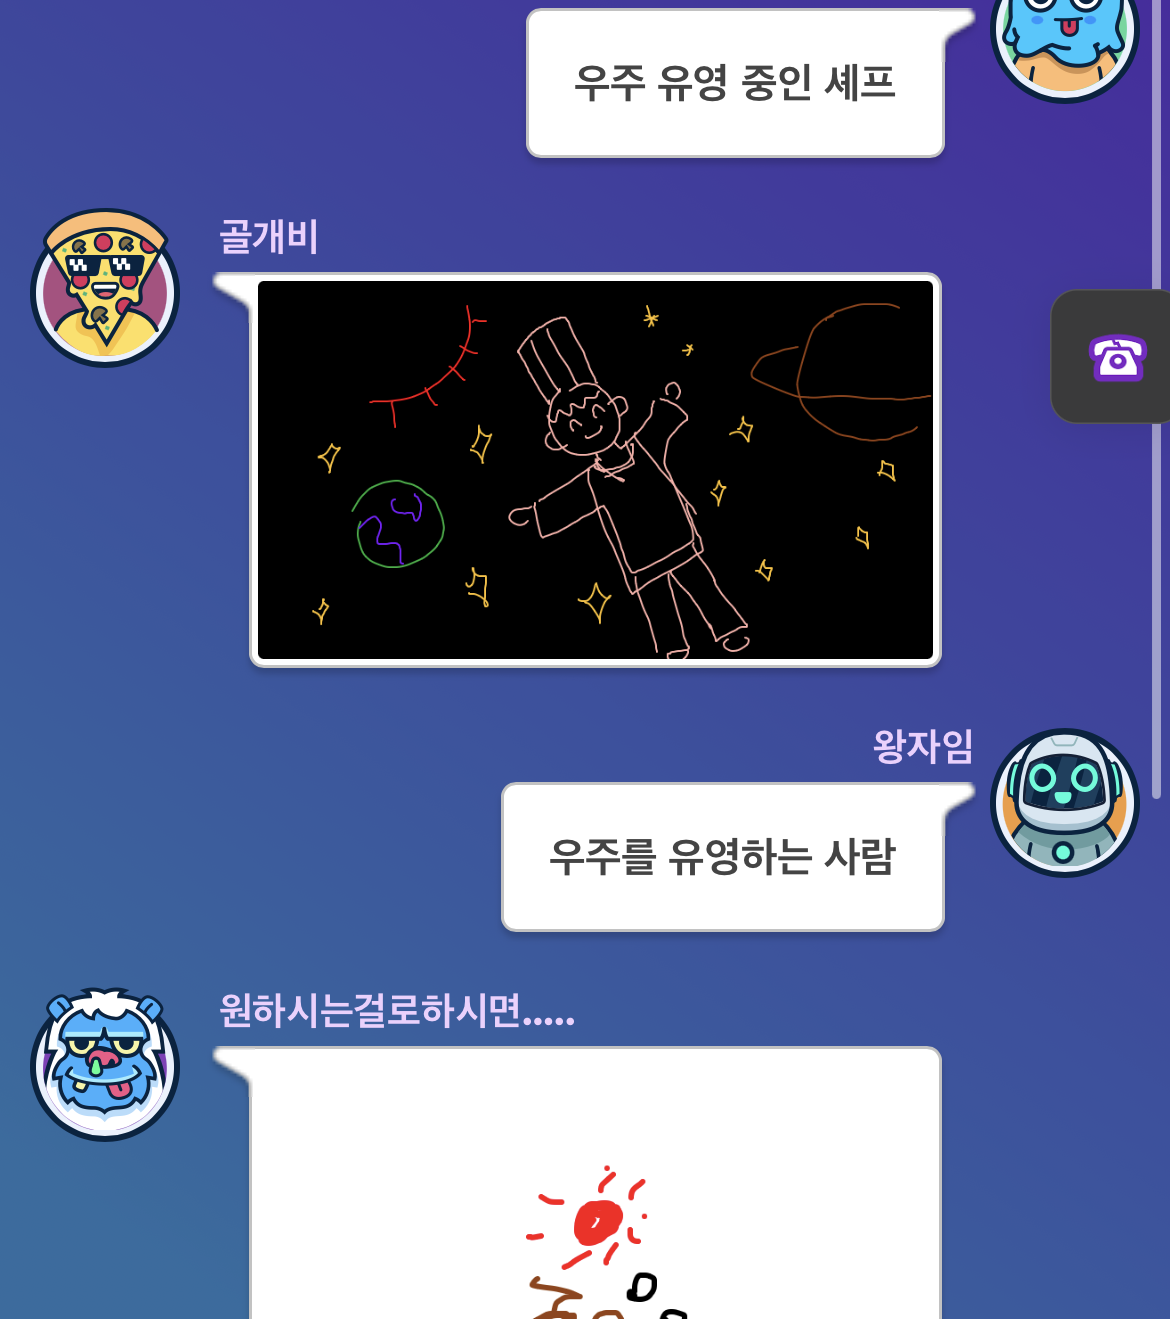 우주 유영 중인 셰프
골개비
왕자임
우주를 유영하는 사람
원하시는걸로하시면.....